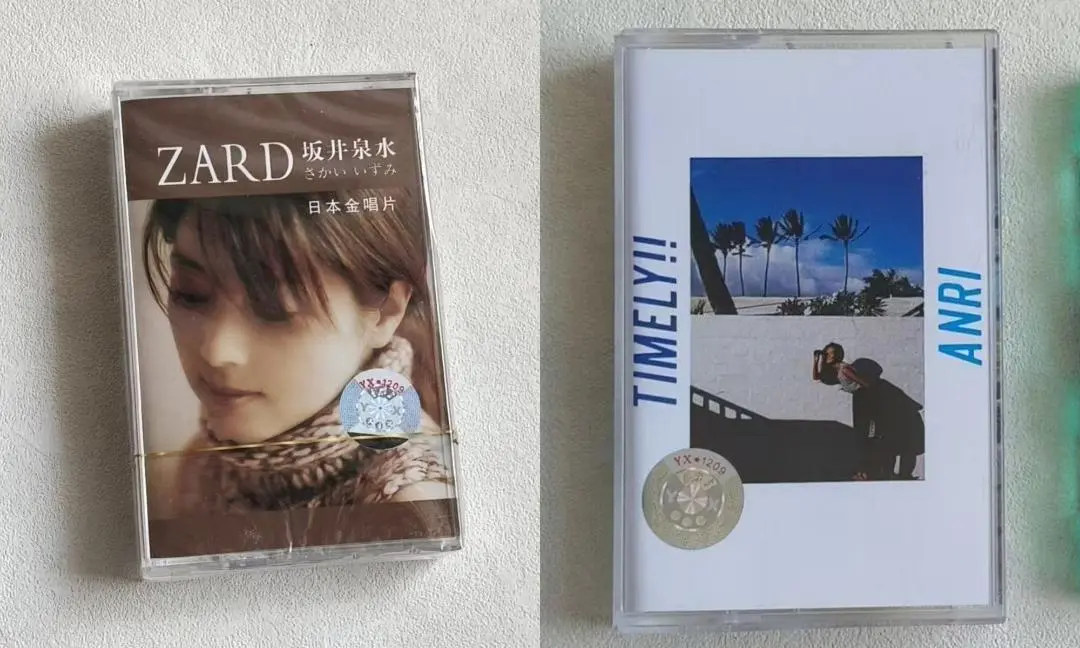 ZARD
坂井泉水
さかい いずみ
日本金唱片
YX•1209
TIMELY!!
ANRI
YX•1209